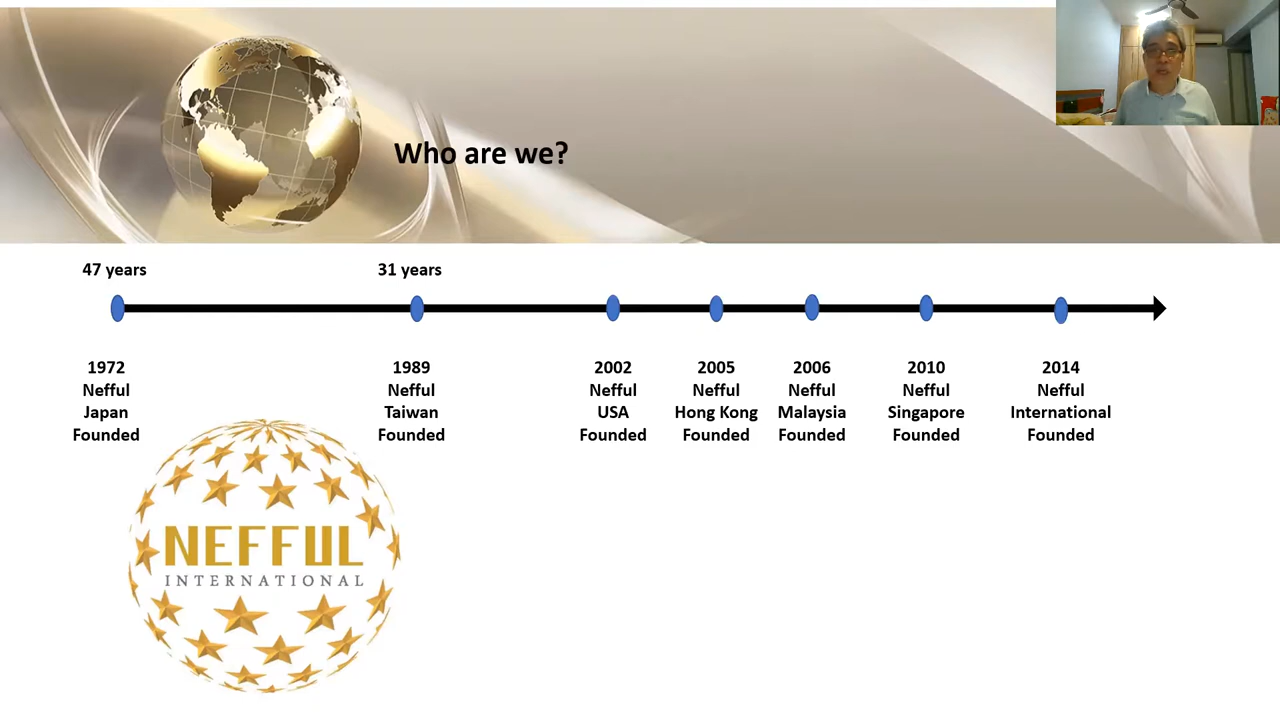 Who are we?
47 years
31 years
1972
Nefful
Japan
Founded
1989
Nefful
Taiwan
Founded
2002
Nefful
USA
Founded
2005
Nefful
Hong Kong
Founded
2006
Nefful
Malaysia
Founded
2010
Nefful
Singapore
Founded
2014
Nefful
International
Founded
NEFFUL
INTERNATIONAL